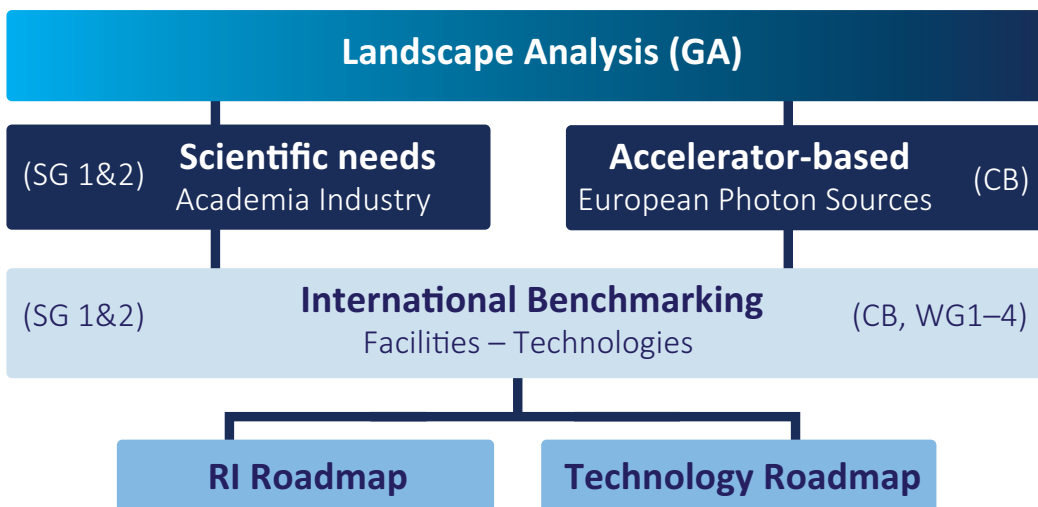 Landscape Analysis (GA)
(SG 1&2)
Scientific needs
Academia Industry
Accelerator-based
European Photon Sources
(CB)
(SG 1&2)
International Benchmarking
Facilities – Technologies
(CB, WG1–4)
RI Roadmap
Technology Roadmap